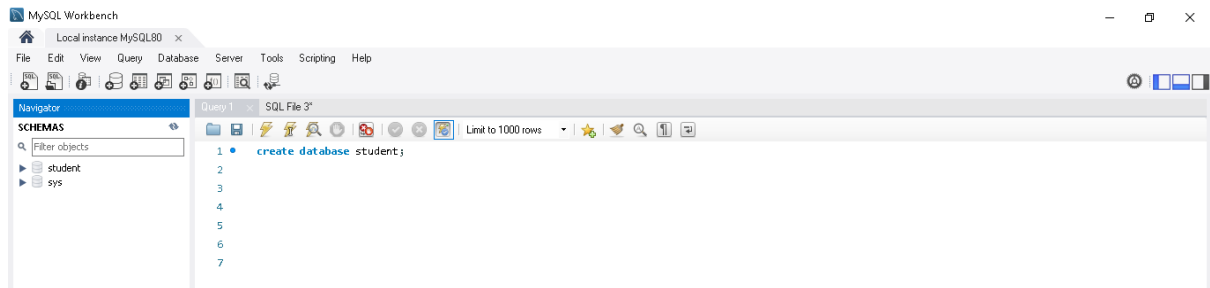 MySQL Workbench
Local instance MySQL80 ×
File Edit View Query Database Server Tools Scripting Help
Navigator
Query 1 × SQL File 3*
SCHEMAS
Limit to 1000 rows
Filter objects
student
sys
1 create database student;
2
3
4
5
6
7